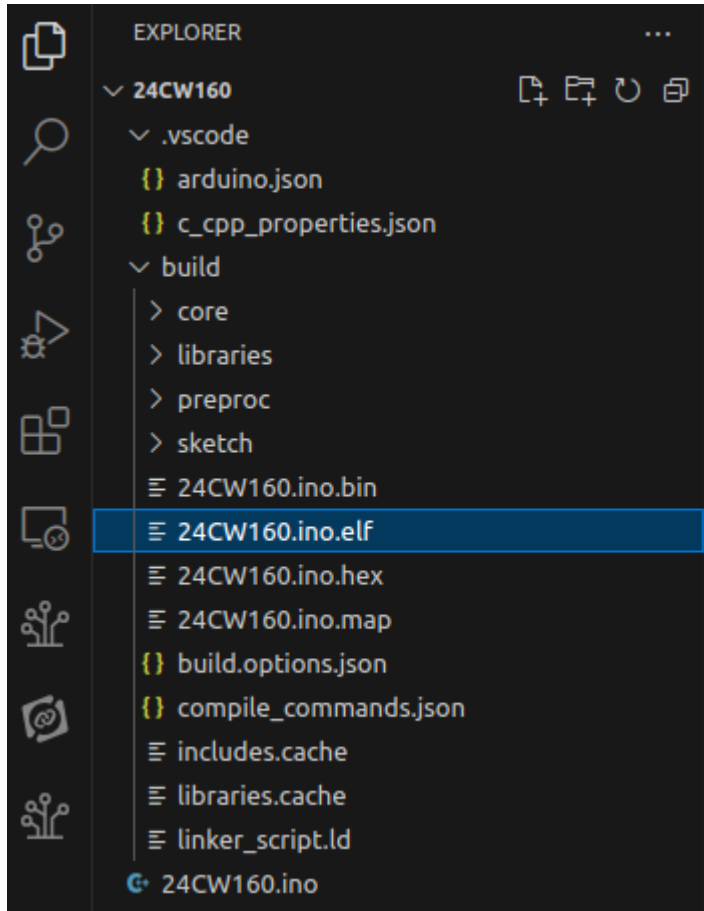 EXPLORER
24CW160
.vscode
{} arduino.json
{} c_cpp_properties.json
build
core
libraries
preproc
sketch
24CW160.ino.bin
24CW160.ino.elf
24CW160.ino.hex
24CW160.ino.map
{} build.options.json
{} compile_commands.json
includes.cache
libraries.cache
linker_script.ld
24CW160.ino